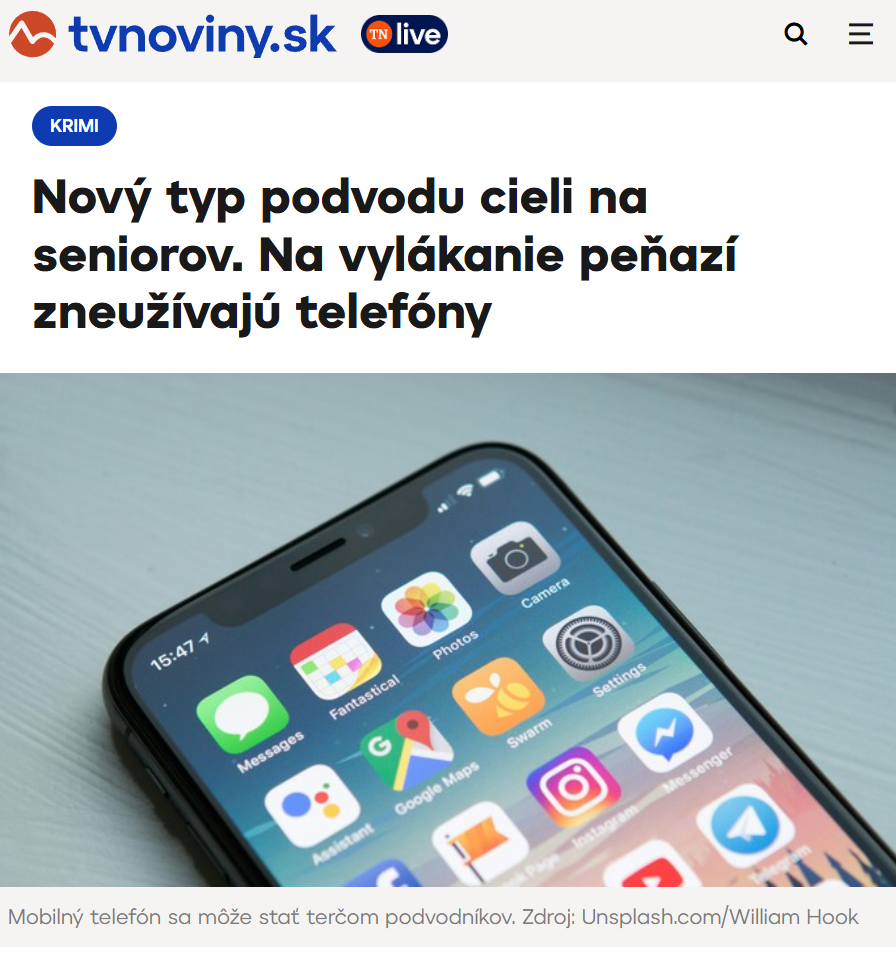 tvnoviny.sk TN live
KRIMI
Nový typ podvodu cieli na
seniorov. Na vylákanie peňazí
zneužívajú telefóny
15:47
Camera
Photos
Fantastical
Messages
Settings
Swarm
Google Maps
Assistant
Messenger
Instagram
Page
Telegram
Mobilný telefón sa môže stať terčom podvodníkov. Zdroj: Unsplash.com/William Hook